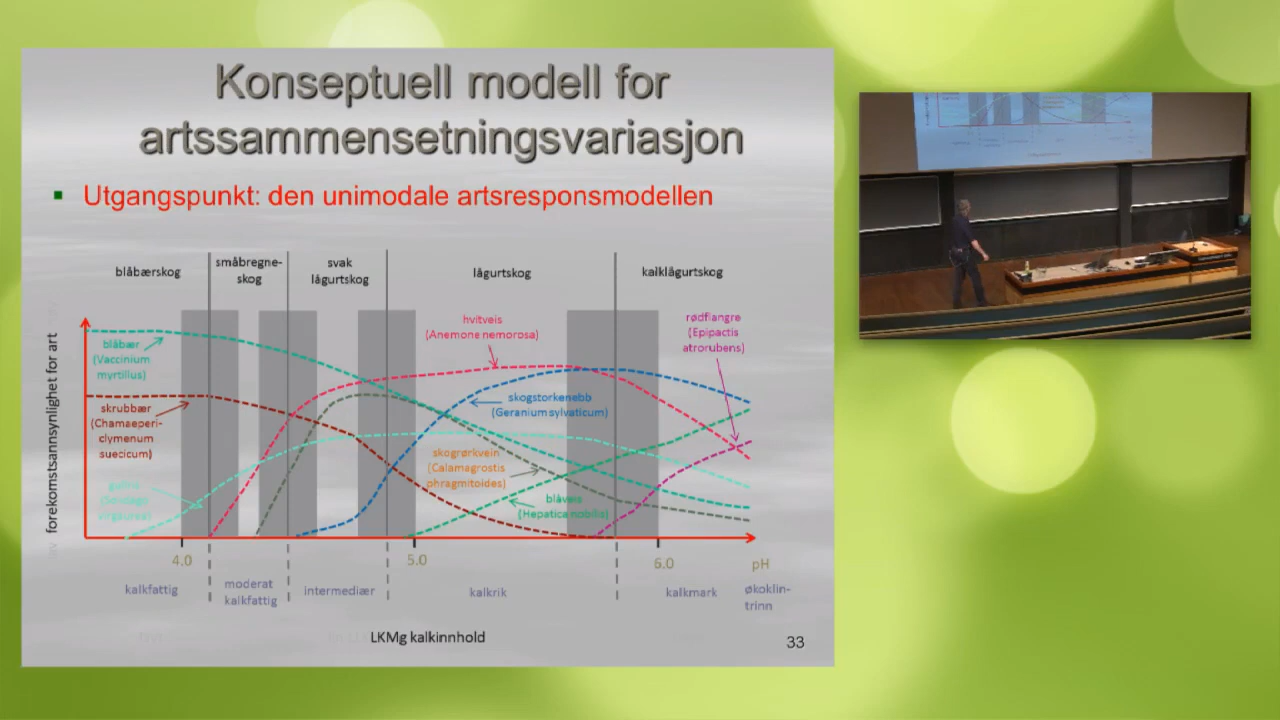 Konseptuell modell for
artssammensetningsvariasjon
Utgangspunkt: den unimodale artsresponsmodellen
blåbærskog
småbregne-
skog
svak
lågurtskog
lågurtskog
kalklågurtskog
forekomstsannsynlighet for art
blåbær
(Vaccinium
myrtillus)
skrubbær
(Chamaeperi-
clymenum
suecicum)
(Solidago
virgaurea)
hvitveis
(Anemone nemorosa)
rødflangre
(Epipactis
atrorubens)
skogstorkenebb
(Geranium sylvaticum)
skogrørkvein
(Calamagrostis
phragmitoides)
blåveis
(Hepatica nobilis)
4.0
5.0
6.0
pH
kalkfattig
moderat
kalkfattig
intermediær
kalkrik
kalkmark
økoklin-
trinn
LKMg kalkinnhold
33